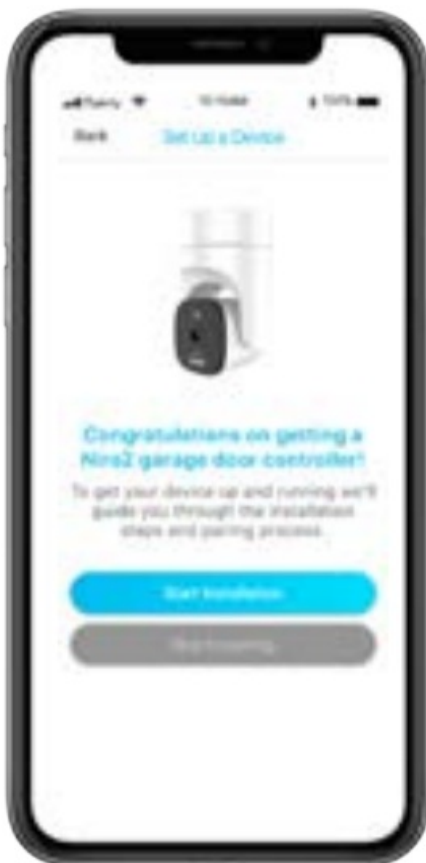 Back Set Up a Device
Congratulations on getting a
garage door controller!
To get your device up and running we'll
guide you through the installation
steps and pairing process.
Start Installation